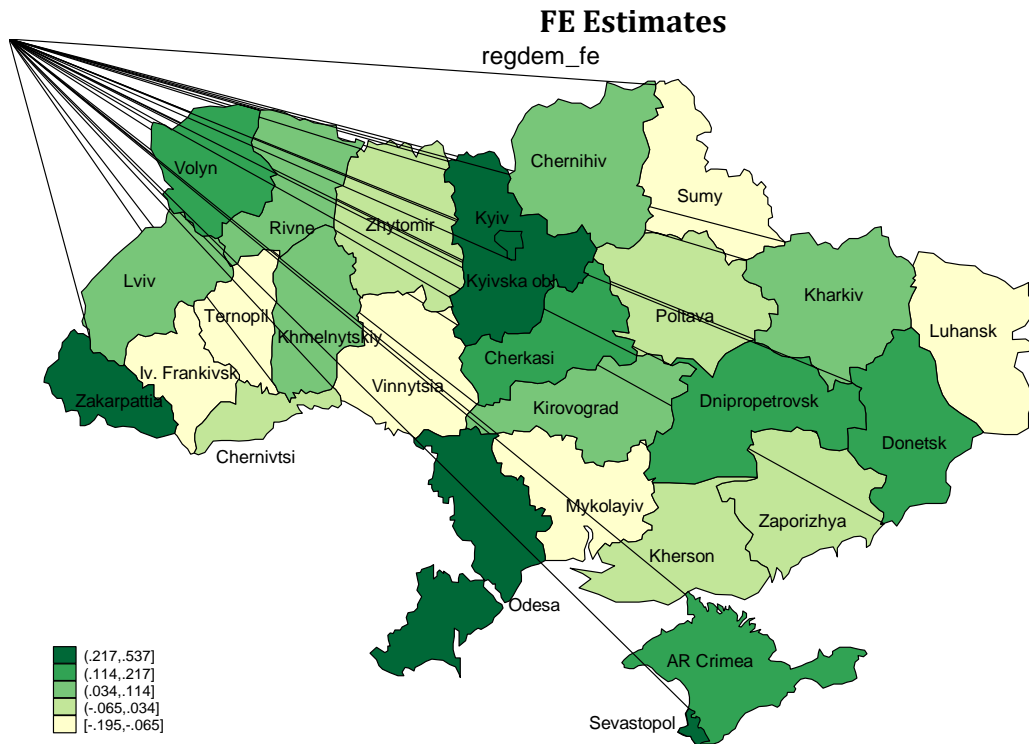 FE Estimates
regdem_fe
Chernihiv
Volyn
Sumy
Kyiv
Rivne
Zhytomir
Lviv
Kyivska obl
Kharkiv
Ternopil
Poltava
Luhansk
Khmelnytskiy
Cherkasi
Iv. Frankivsk
Vinnytsia
Zakarpattia
Kirovograd
Dnipropetrovsk
Donetsk
Chernivtsi
Mykolayiv
Zaporizhya
Kherson
Odesa
AR Crimea
Sevastopol
(.217,.537]
(.114,.217]
(.034,.114]
(-.065,.034]
[-.195,-.065]